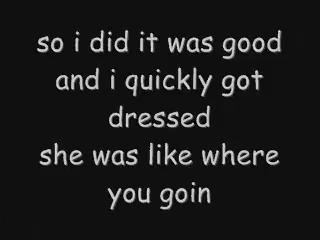 so i did it was good
and i quickly got
dressed
she was like where
you goin